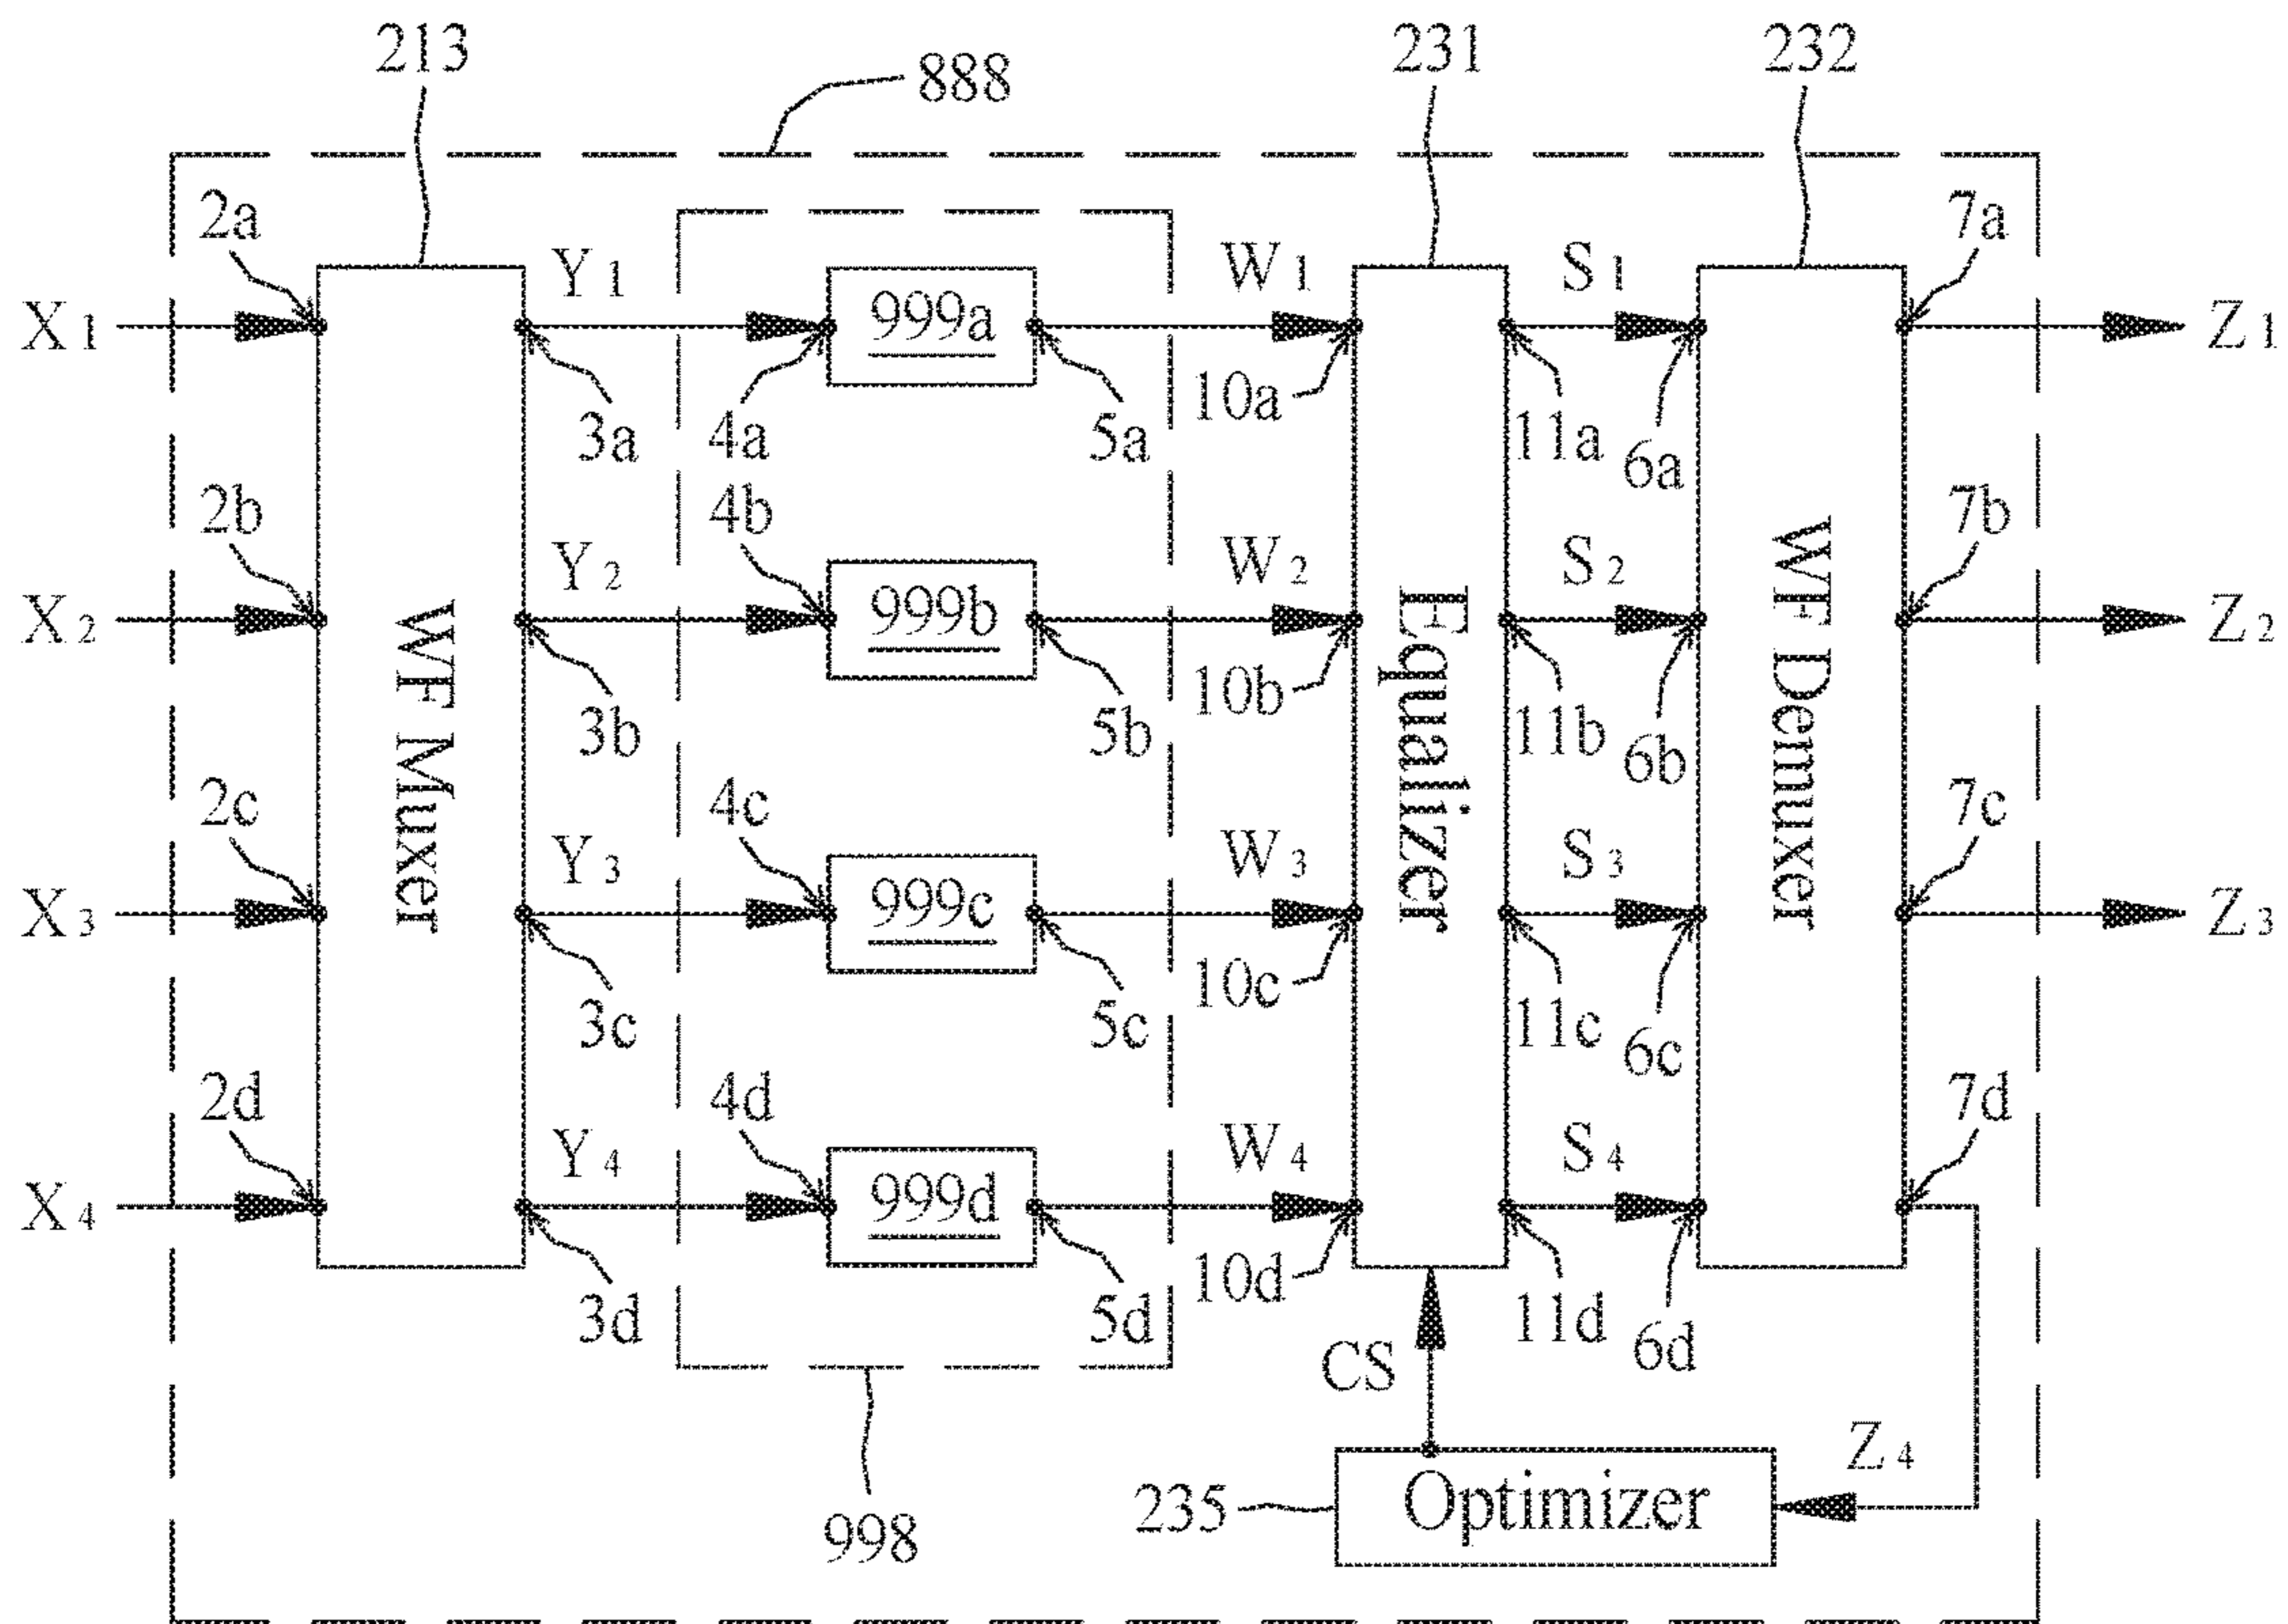 213
888
231
232
2a
7a
Y1
W1
S1
X1
999a
Z1
3a
4a
5a
10a
11a
6a
2b
4b
7b
Y2
W2
S2
X2
999b
Z2
WF Muxer
Equalizer
WF Demuxer
3b
5b
10b
11b
6b
2c
4c
7c
Y3
W3
S3
X3
999c
Z3
3c
5c
10c
11c
6c
2d
4d
7d
Y4
W4
S4
X4
999d
3d
5d
10d
11d
6d
CS
Z4
235
Optimizer
998